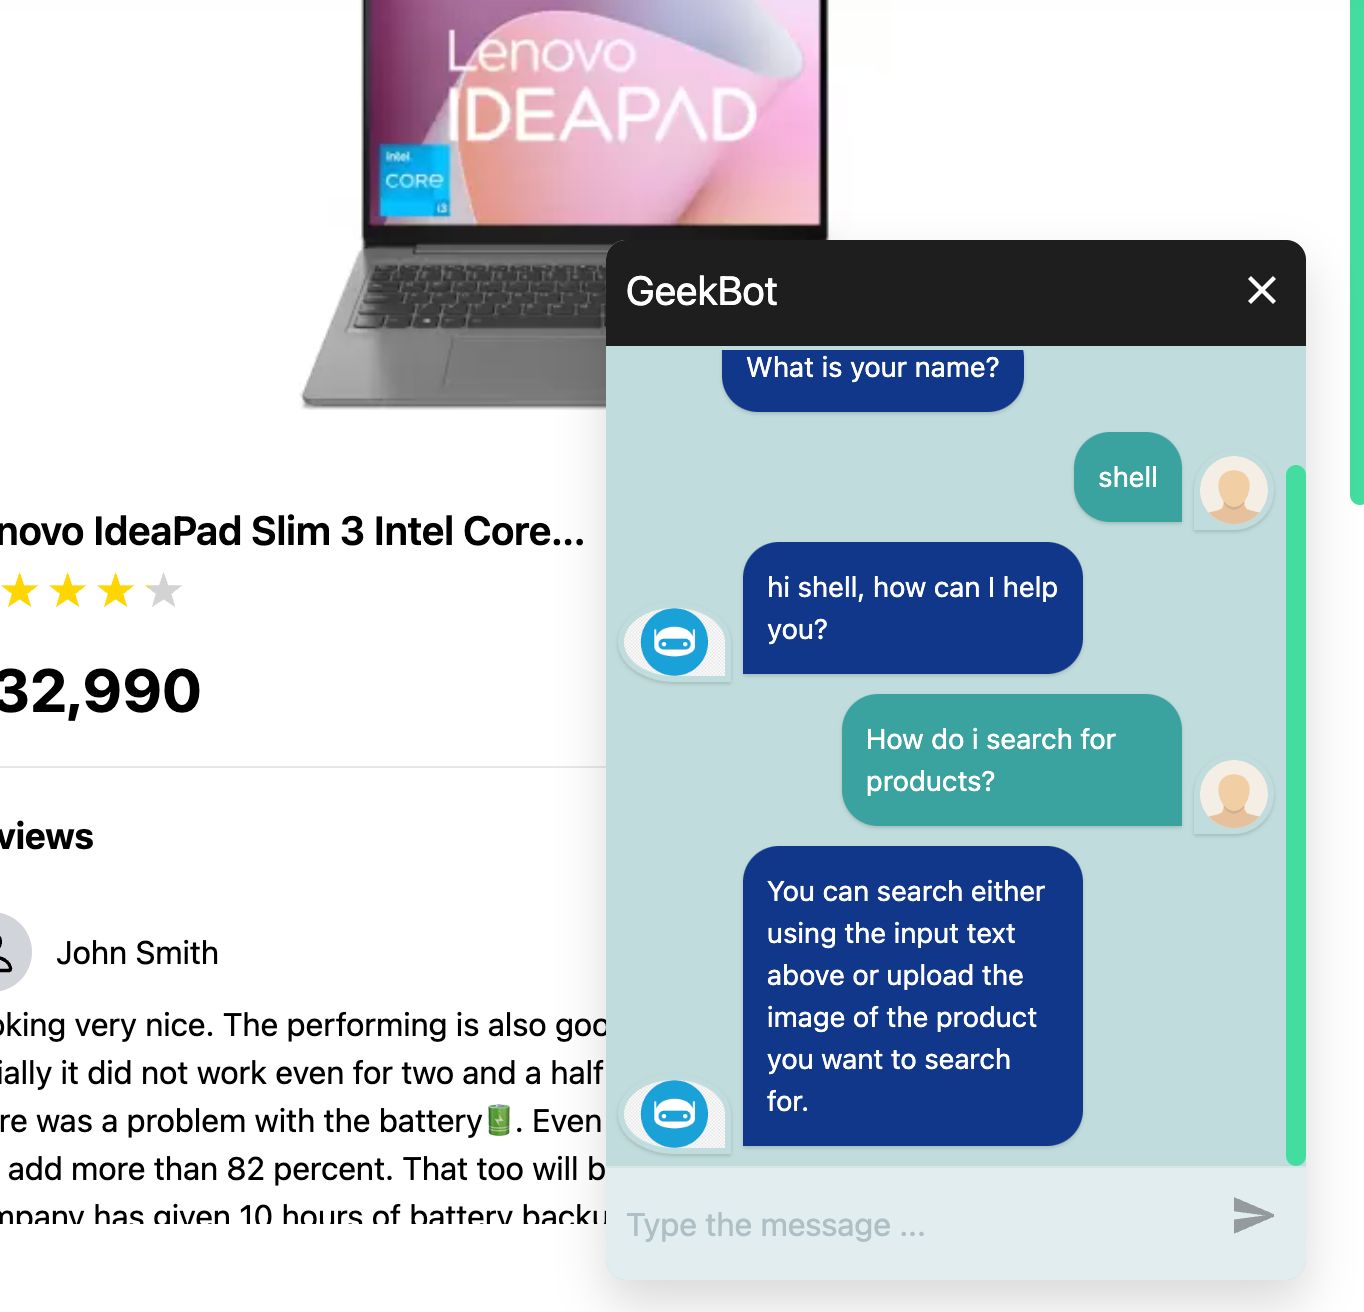 Lenovo
IDEAPAD
intel
CORE
i3
GeekBot
What is your name?
shell
novo IdeaPad Slim 3 Intel Core...
hi shell, how can I help
you?
32,990
How do i search for
products?
views
You can search either
using the input text
above or upload the
image of the product
you want to search
for.
John Smith
oking very nice. The performing is also goo
ially it did not work even for two and a half
re was a problem with the battery🔋. Even
add more than 82 percent. That too will b
mpany has given 10 hours of battery backu
Type the message ...